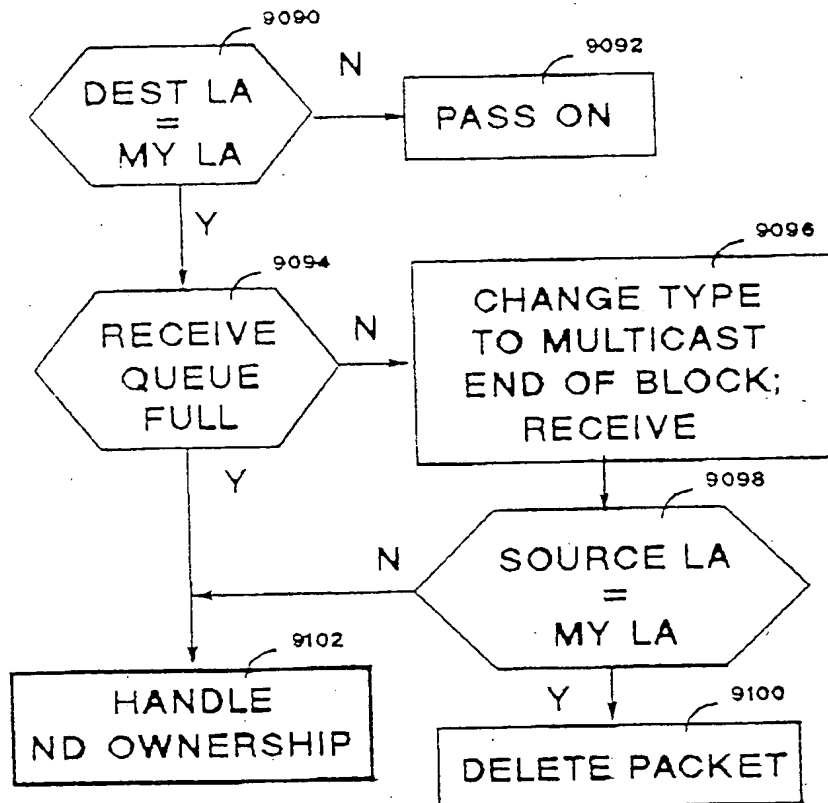 9090
DEST LA
=
MY LA
N
9092
PASS ON
Y
9094
RECEIVE
QUEUE
FULL
N
9096
CHANGE TYPE
TO MULTICAST
END OF BLOCK;
RECEIVE
Y
9098
SOURCE LA
=
MY LA
N
9102
HANDLE
ND OWNERSHIP
Y
9100
DELETE PACKET